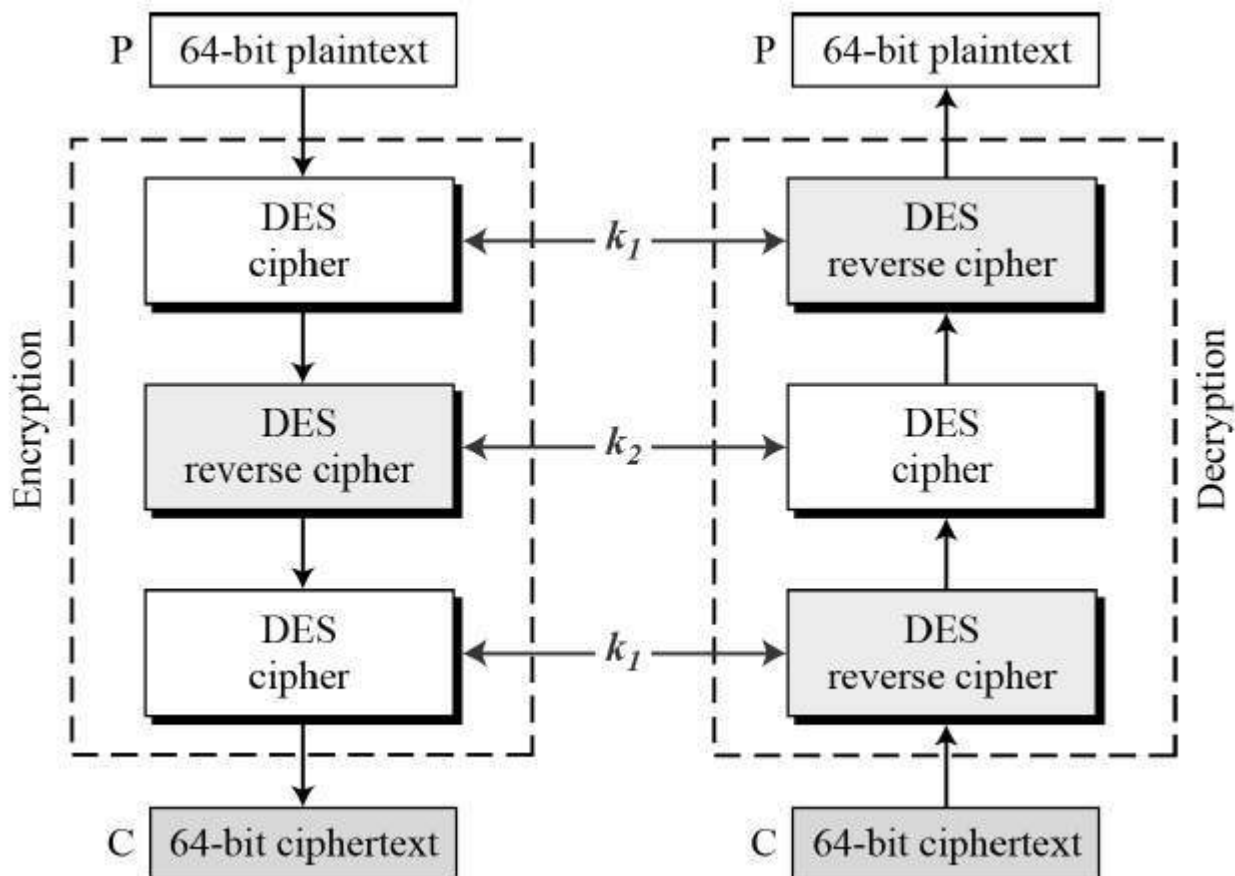 P 64-bit plaintext
P 64-bit plaintext
DES
cipher
k1
DES
reverse cipher
Encryption
DES
reverse cipher
k2
DES
cipher
Decryption
DES
cipher
k1
DES
reverse cipher
C 64-bit ciphertext
C 64-bit ciphertext